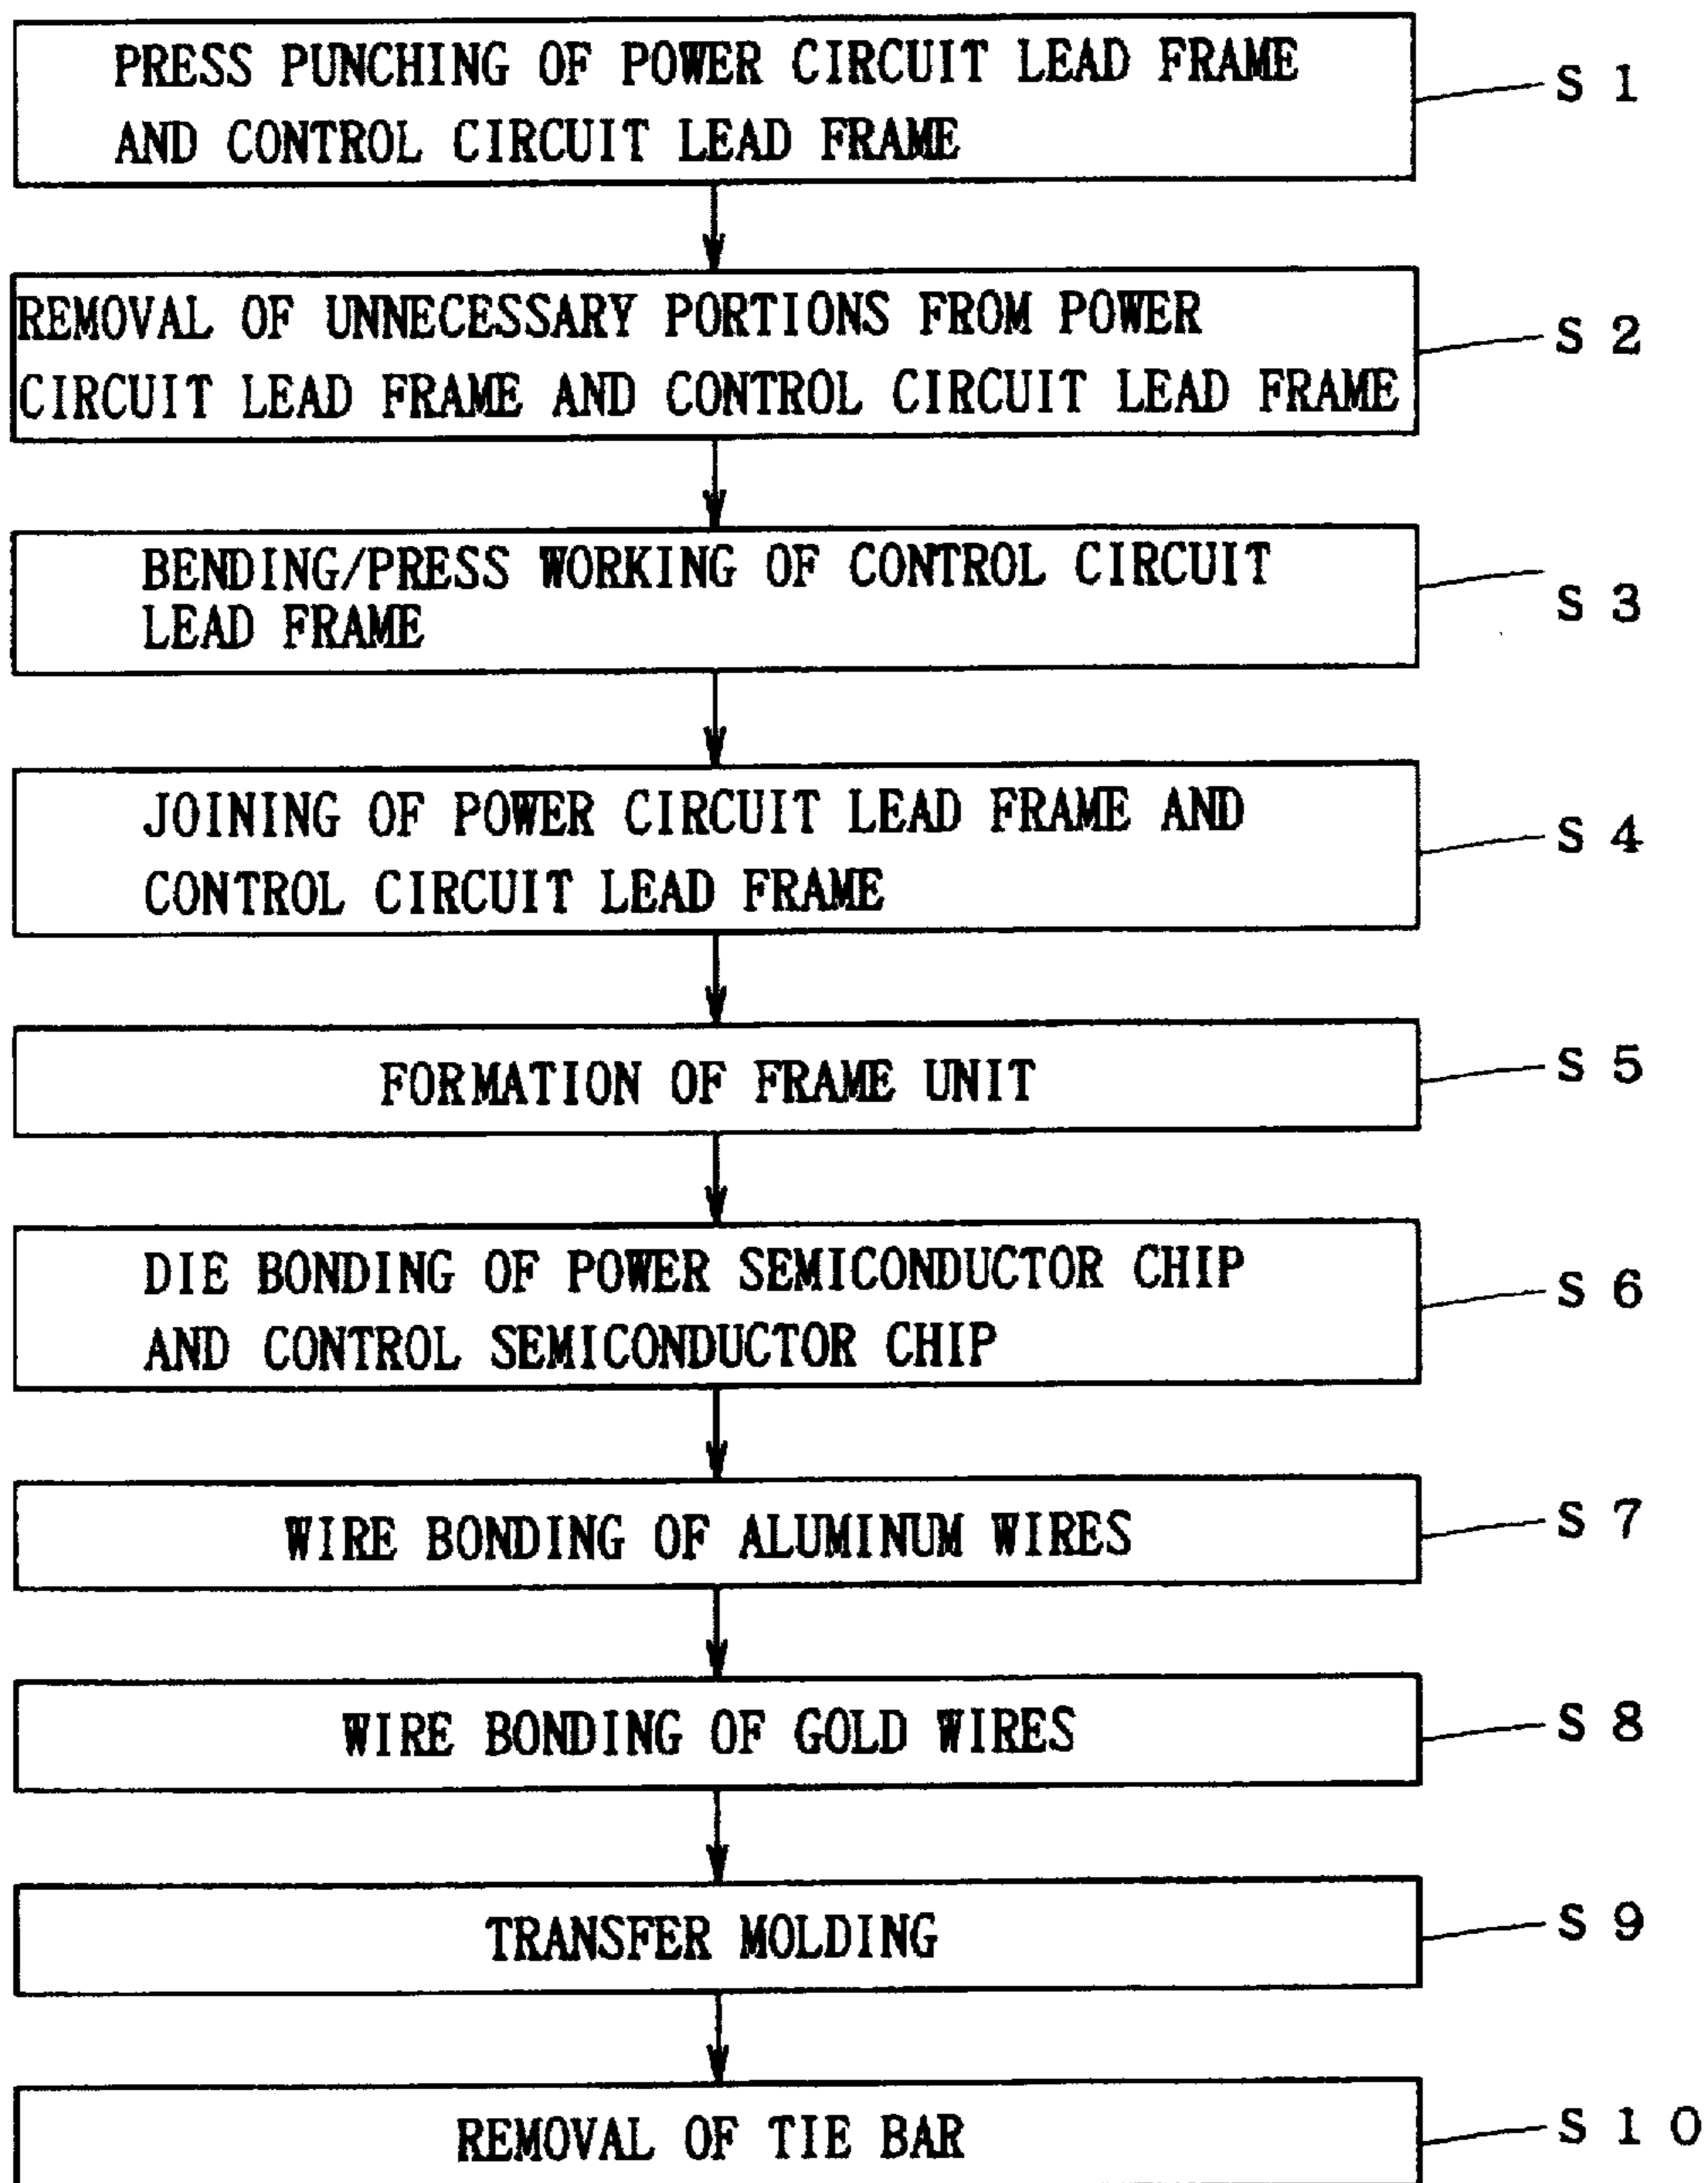 PRESS PUNCHING OF POWER CIRCUIT LEAD FRAME
AND CONTROL CIRCUIT LEAD FRAME
S 1
REMOVAL OF UNNECESSARY PORTIONS FROM POWER
CIRCUIT LEAD FRAME AND CONTROL CIRCUIT LEAD FRAME
S 2
BENDING/PRESS WORKING OF CONTROL CIRCUIT
LEAD FRAME
S 3
JOINING OF POWER CIRCUIT LEAD FRAME AND
CONTROL CIRCUIT LEAD FRAME
S 4
FORMATION OF FRAME UNIT
S 5
DIE BONDING OF POWER SEMICONDUCTOR CHIP
AND CONTROL SEMICONDUCTOR CHIP
S 6
WIRE BONDING OF ALUMINUM WIRES
S 7
WIRE BONDING OF GOLD WIRES
S 8
TRANSFER MOLDING
S 9
REMOVAL OF TIE BAR
S 1 0